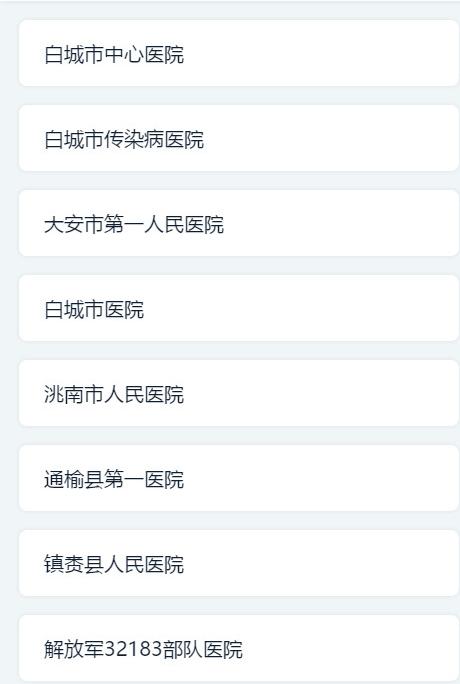 白城市中心医院
白城市传染病医院
大安市第一人民医院
白城市医院
洮南市人民医院
通榆县第一医院
镇赉县人民医院
解放军32183部队医院